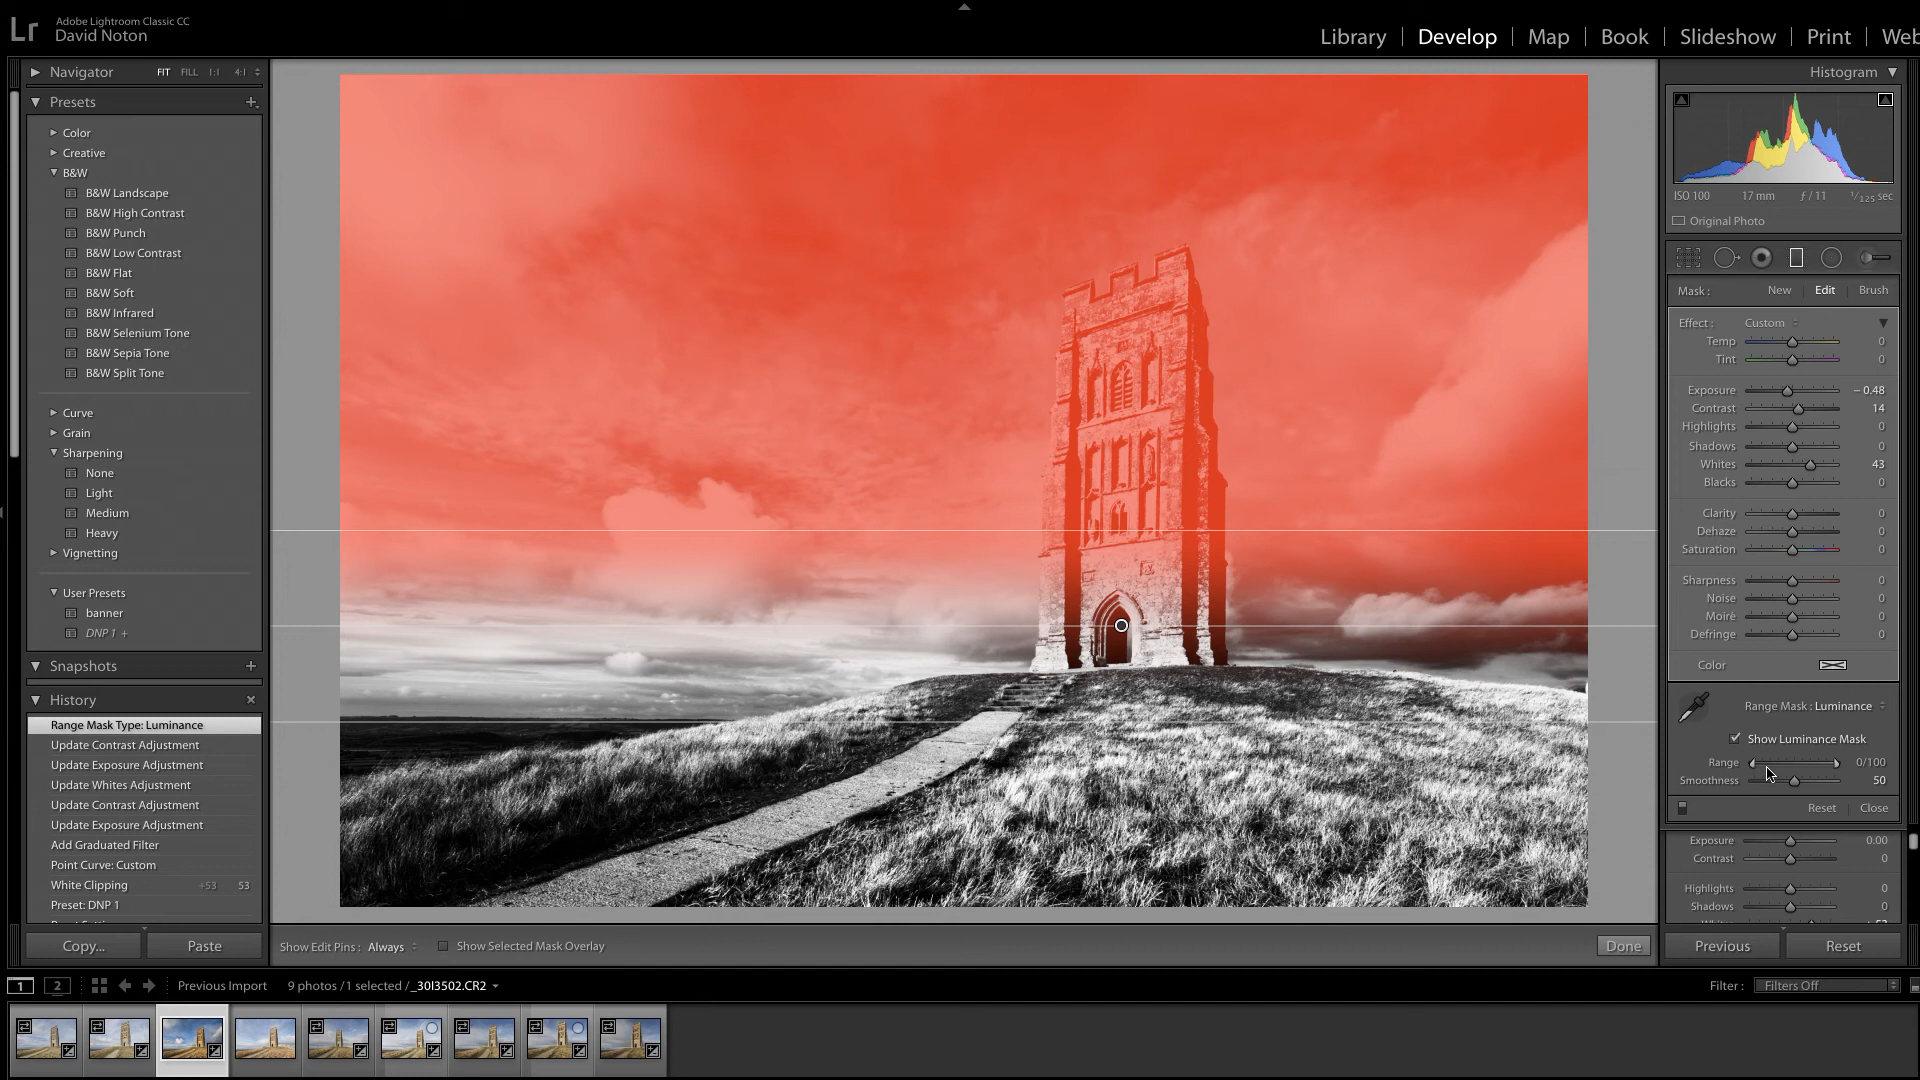 Lr
Adobe Lightroom Classic CC
David Noton
Library | Develop | Map | Book | Slideshow | Print | Web
Navigator FIT FILL 1:1 4:1
Presets
Color
Creative
B&W
B&W Landscape
B&W High Contrast
B&W Punch
B&W Low Contrast
B&W Flat
B&W Soft
B&W Infrared
B&W Selenium Tone
B&W Sepia Tone
B&W Split Tone
Curve
Grain
Sharpening
None
Light
Medium
Heavy
Vignetting
User Presets
banner
DNP 1 +
Snapshots
History
Range Mask Type: Luminance
Update Contrast Adjustment
Update Exposure Adjustment
Update Whites Adjustment
Update Contrast Adjustment
Update Exposure Adjustment
Add Graduated Filter
Point Curve: Custom
White Clipping +53 53
Preset: DNP 1
Copy... Paste
Show Edit Pins : Always Show Selected Mask Overlay Done
Histogram
ISO 100 17 mm ƒ / 11 1/125 sec
Original Photo
Mask : New Edit Brush
Effect : Custom
Temp 0
Tint 0
Exposure – 0.48
Contrast 14
Highlights 0
Shadows 0
Whites 43
Blacks 0
Clarity 0
Dehaze 0
Saturation 0
Sharpness 0
Noise 0
Moiré 0
Defringe 0
Color
Range Mask : Luminance
Show Luminance Mask
Range 0/100
Smoothness 50
Reset Close
Exposure 0.00
Contrast 0
Highlights 0
Shadows 0
Previous Reset
1 2 Previous Import 9 photos / 1 selected / _30I3502.CR2 Filter : Filters Off